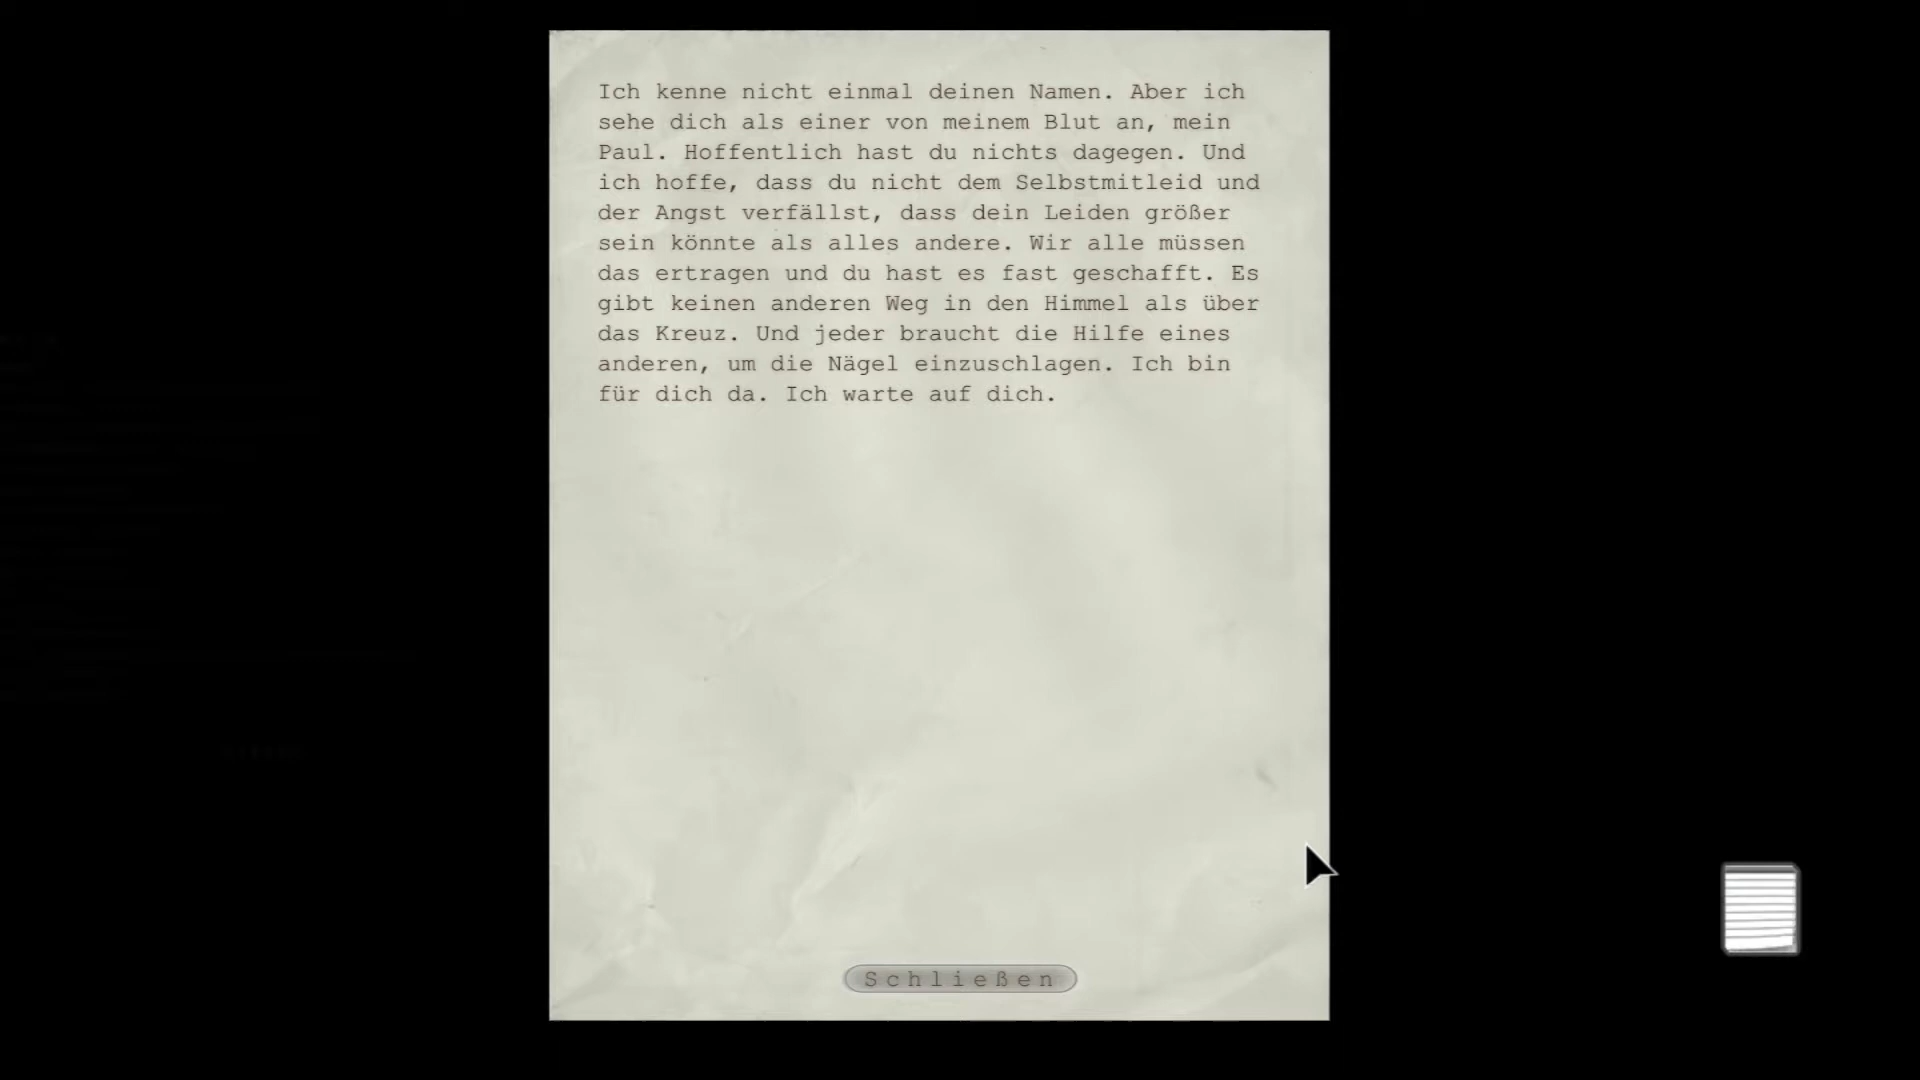 Ich kenne nicht einmal deinen Namen. Aber ich
sehe dich als einer von meinem Blut an, mein
Paul. Hoffentlich hast du nichts dagegen. Und
ich hoffe, dass du nicht dem Selbstmitleid und
der Angst verfällst, dass dein Leiden größer
sein könnte als alles andere. Wir alle müssen
das ertragen und du hast es fast geschafft. Es
gibt keinen anderen Weg in den Himmel als über
das Kreuz. Und jeder braucht die Hilfe eines
anderen, um die Nägel einzuschlagen. Ich bin
für dich da. Ich warte auf dich.
Schließen